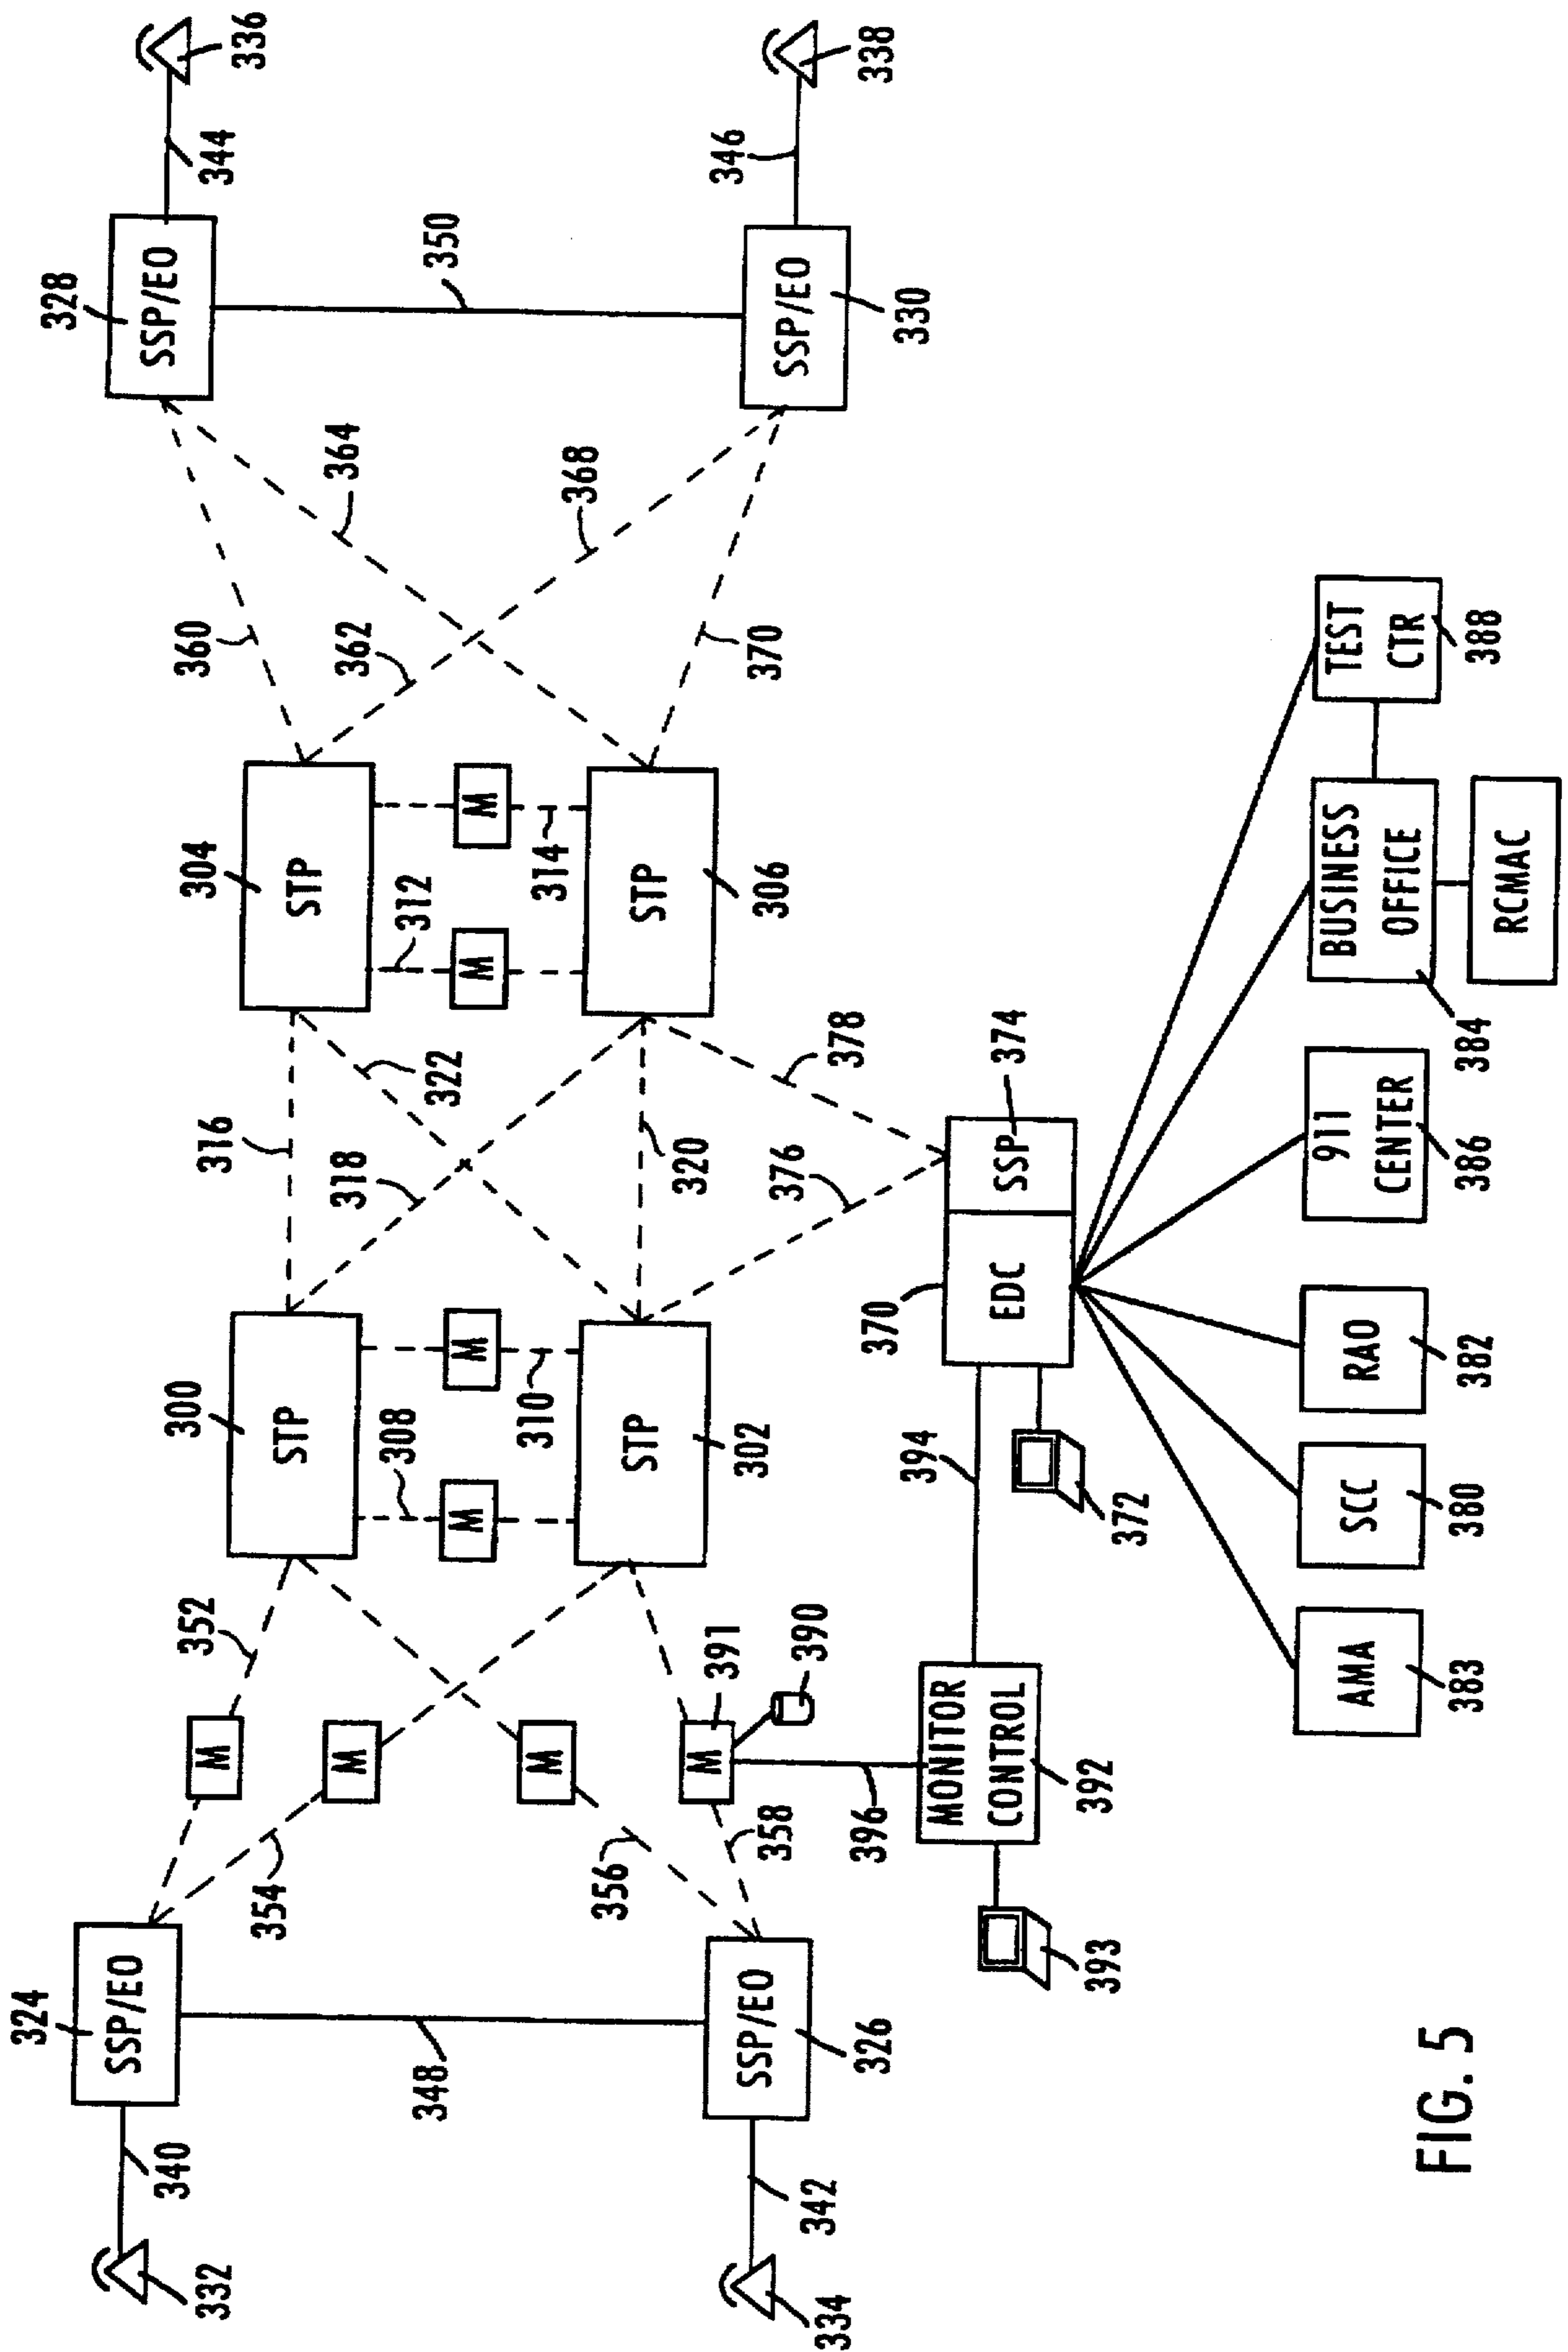 324
SSP/EO
340
332
348
SSP/EO
326
342
334
M
352
M
354
M
356
M
391
358
390
396
300
STP
308
M
M
310
STP
302
316
318
322
320
304
STP
312
M
M
314
STP
306
360
362
364
368
370
328
SSP/EO
344
336
350
SSP/EO
330
346
338
376
378
370
EDC
SSP
374
394
372
MONITOR
CONTROL
392
393
AMA
383
SCC
380
RAO
382
911
CENTER
386
BUSINESS
OFFICE
384
RCMAC
TEST
CTR
388
FIG. 5